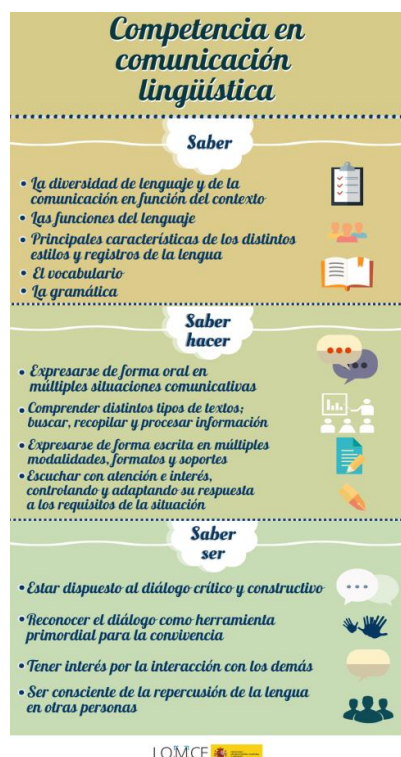 Competencia en
comunicación
lingüística
Saber
• La diversidad de lenguaje y de la
comunicación en función del contexto
• Las funciones del lenguaje
• Principales características de los distintos
estilos y registros de la lengua
• El vocabulario
• La gramática
Saber
hacer
• Expresarse de forma oral en
múltiples situaciones comunicativas
• Comprender distintos tipos de textos;
buscar, recopilar y procesar información
• Expresarse de forma escrita en múltiples
modalidades, formatos y soportes
• Escuchar con atención e interés,
controlando y adaptando su respuesta
a los requisitos de la situación
Saber
ser
• Estar dispuesto al diálogo crítico y constructivo
• Reconocer el diálogo como herramienta
primordial para la convivencia
• Tener interés por la interacción con los demás
• Ser consciente de la repercusión de la lengua
en otras personas
LOMCE